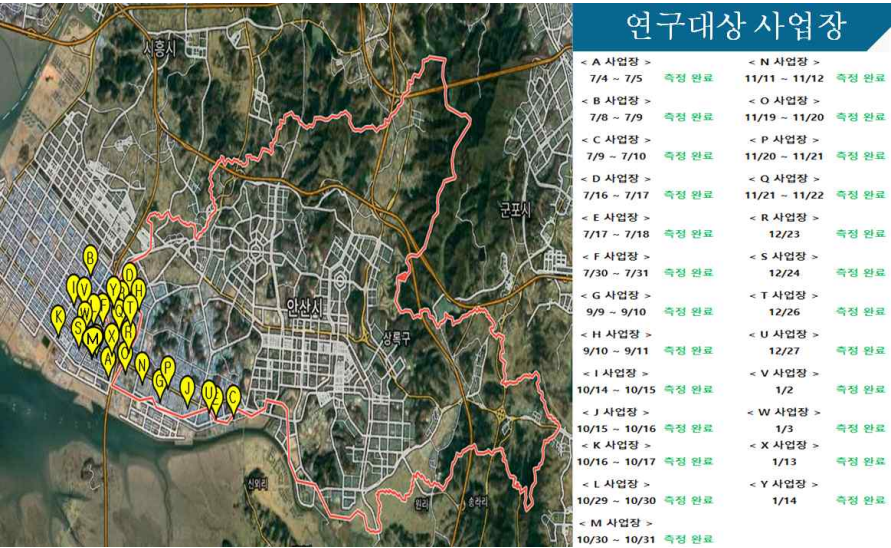 연구대상 사업장
< A 사업장 >
7/4 ~ 7/5 측정 완료
< B 사업장 >
7/8 ~ 7/9 측정 완료
< C 사업장 >
7/9 ~ 7/10 측정 완료
< D 사업장 >
7/16 ~ 7/17 측정 완료
< E 사업장 >
7/17 ~ 7/18 측정 완료
< F 사업장 >
7/30 ~ 7/31 측정 완료
< G 사업장 >
9/9 ~ 9/10 측정 완료
< H 사업장 >
9/10 ~ 9/11 측정 완료
< I 사업장 >
10/14 ~ 10/15 측정 완료
< J 사업장 >
10/15 ~ 10/16 측정 완료
< K 사업장 >
10/16 ~ 10/17 측정 완료
< L 사업장 >
10/29 ~ 10/30 측정 완료
< M 사업장 >
10/30 ~ 10/31 측정 완료
< N 사업장 >
11/11 ~ 11/12 측정 완료
< O 사업장 >
11/19 ~ 11/20 측정 완료
< P 사업장 >
11/20 ~ 11/21 측정 완료
< Q 사업장 >
11/21 ~ 11/22 측정 완료
< R 사업장 >
12/23 측정 완료
< S 사업장 >
12/24 측정 완료
< T 사업장 >
12/26 측정 완료
< U 사업장 >
12/27 측정 완료
< V 사업장 >
1/2 측정 완료
< W 사업장 >
1/3 측정 완료
< X 사업장 >
1/13 측정 완료
< Y 사업장 >
1/14 측정 완료
시흥시
군포시
안산시
상록구
신외리
원리
송라리
B
D
V
Y
H
T
K
W
S
M
X
A
N
P
G
J
U
C